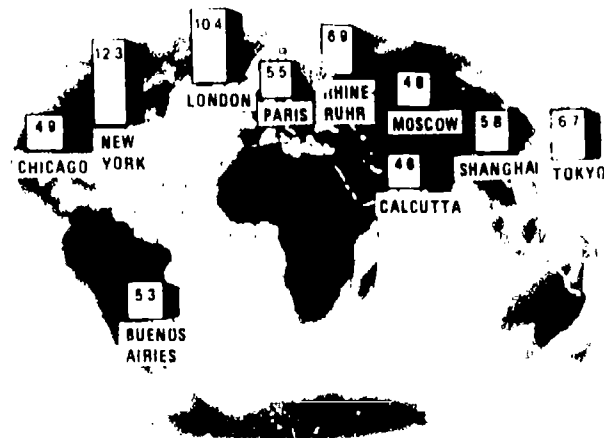 10 4
LONDON
6 9
RHINE
RUHR
12 3
NEW
YORK
5 5
PARIS
4 8
MOSCOW
4 9
CHICAGO
5 8
SHANGHAI
6 7
TOKYO
4 6
CALCUTTA
5 3
BUENOS
AIRIES